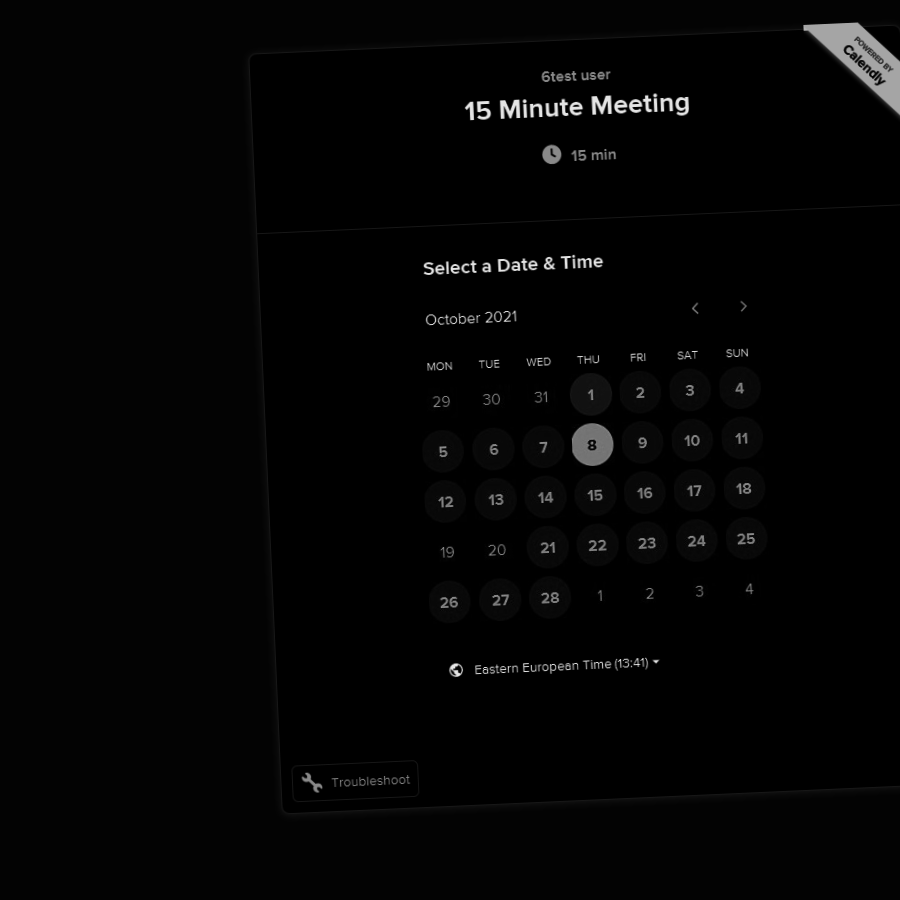 POWERED BY
Calendly
6test user
15 Minute Meeting
15 min
Select a Date & Time
October 2021
MON TUE WED THU FRI SAT SUN
29 30 31 1 2 3 4
5 6 7 8 9 10 11
12 13 14 15 16 17 18
19 20 21 22 23 24 25
26 27 28 1 2 3 4
Eastern European Time (13:41)
Troubleshoot